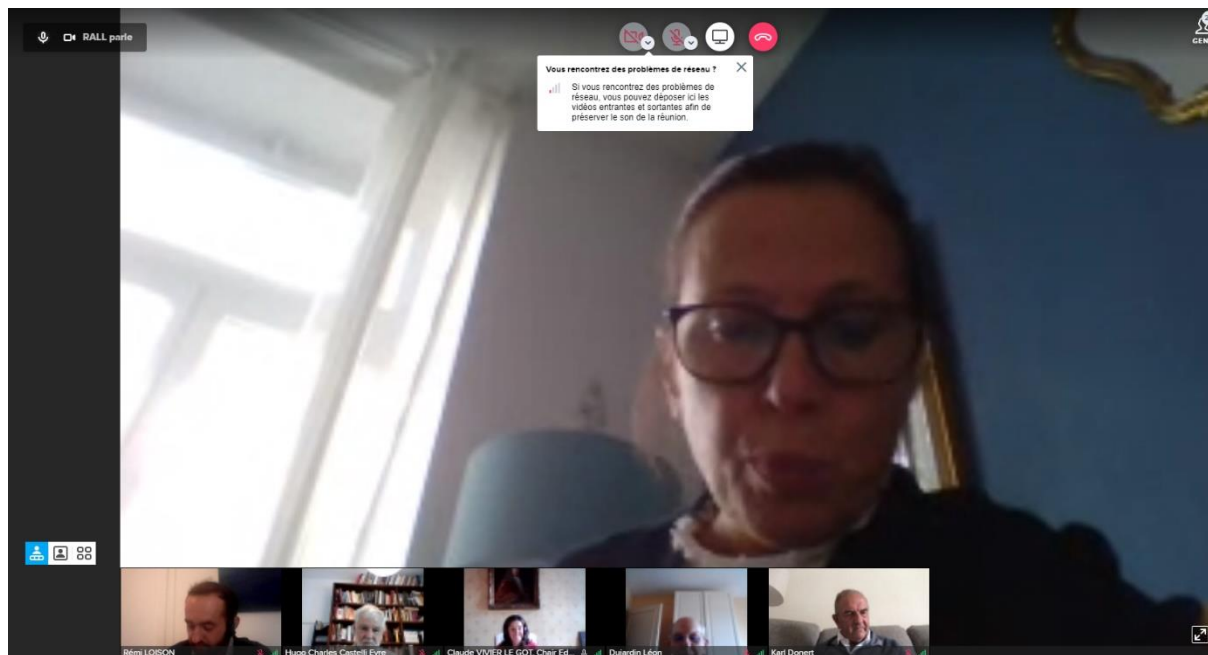 RALL parle
GEN
Vous rencontrez des problèmes de réseau ?
Si vous rencontrez des problèmes de
réseau, vous pouvez déposer ici les
vidéos entrantes et sortantes afin de
préserver le son de la réunion.
Rémi LOISON
Hugo Charles Castelli Eyre
Claude VIVIER LE GOT, Chair Ed...
Dujardin Léon
Karl Donert